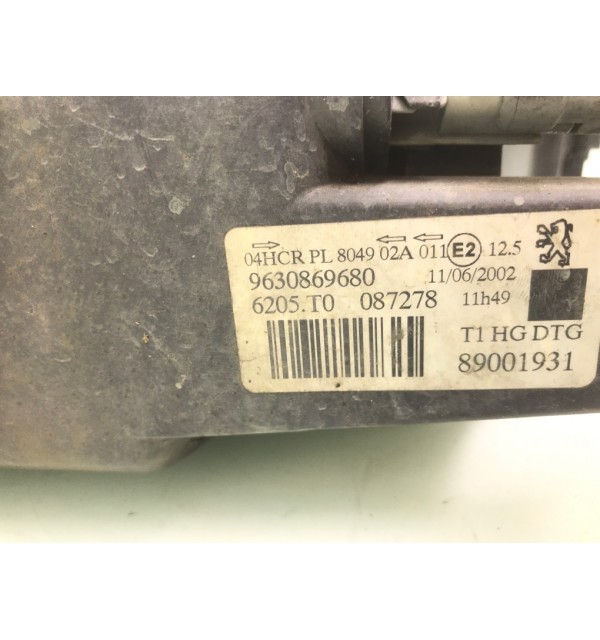 04HCR PL 8049 02A 011 E2 12.5
9630869680 11/06/2002
6205.T0 087278 11h49
T1 HG DTG
89001931